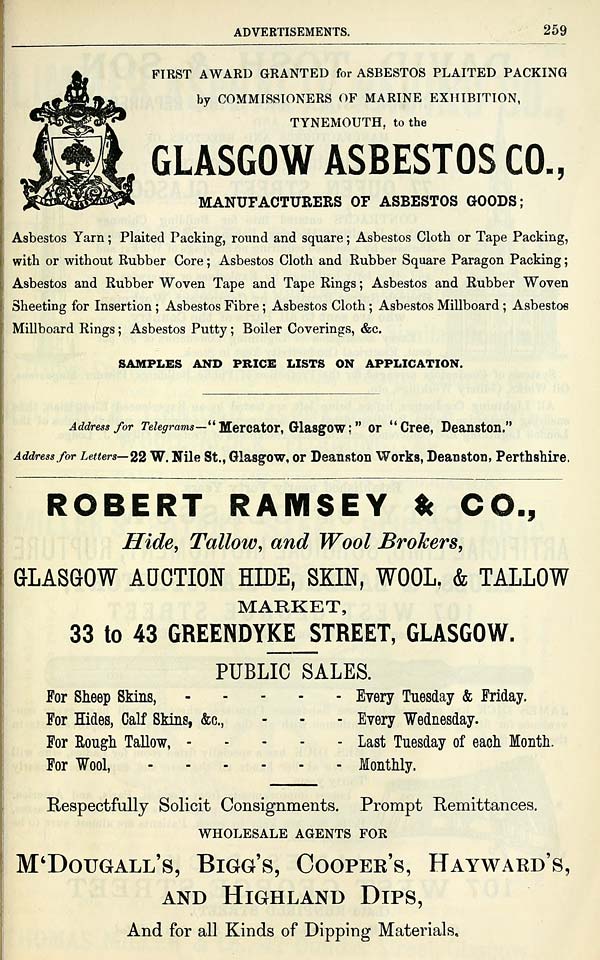 ADVERTISEMENTS. 259
FIRST AWARD GRANTED for ASBESTOS PLAITED PACKING
by COMMISSIONERS OF MARINE EXHIBITION,
TYNEMOUTH, to the
GLASGOW ASBESTOS CO.,
MANUFACTURERS OF ASBESTOS GOODS;
Asbestos Yarn; Plaited Packing, round and square; Asbestos Cloth or Tape Packing,
with or without Rubber Core; Asbestos Cloth and Rubber Square Paragon Packing;
Asbestos and Rubber Woven Tape and Tape Rings; Asbestos and Rubber Woven
Sheeting for Insertion; Asbestos Fibre; Asbestos Cloth; Asbestos Millboard; Asbestos
Millboard Rings; Asbestos Putty; Boiler Coverings, &c.
SAMPLES AND PRICE LISTS ON APPLICATION.
Address for Telegrams—"Mercator, Glasgow;" or "Cree, Deanston."
Address for Letters—22 W. Nile St., Glasgow, or Deanston Works, Deanston, Perthshire.
ROBERT RAMSEY & CO.,
Hide, Tallow, and Wool Brokers,
GLASGOW AUCTION HIDE, SKIN, WOOL, & TALLOW
MARKET,
33 to 43 GREENDYKE STREET, GLASGOW.
PUBLIC SALES.
For Sheep Skins, - - - - - Every Tuesday & Friday.
For Hides, Calf Skins, &c., - - - Every Wednesday.
For Rough Tallow, - - - - - Last Tuesday of each Month.
For Wool, - - - - - - Monthly.
Respectfully Solicit Consignments. Prompt Remittances.
WHOLESALE AGENTS FOR
M'DOUGALL'S, BIGG'S, COOPER'S, HAYWARD'S,
AND HIGHLAND DIPS,
And for all Kinds of Dipping Materials.